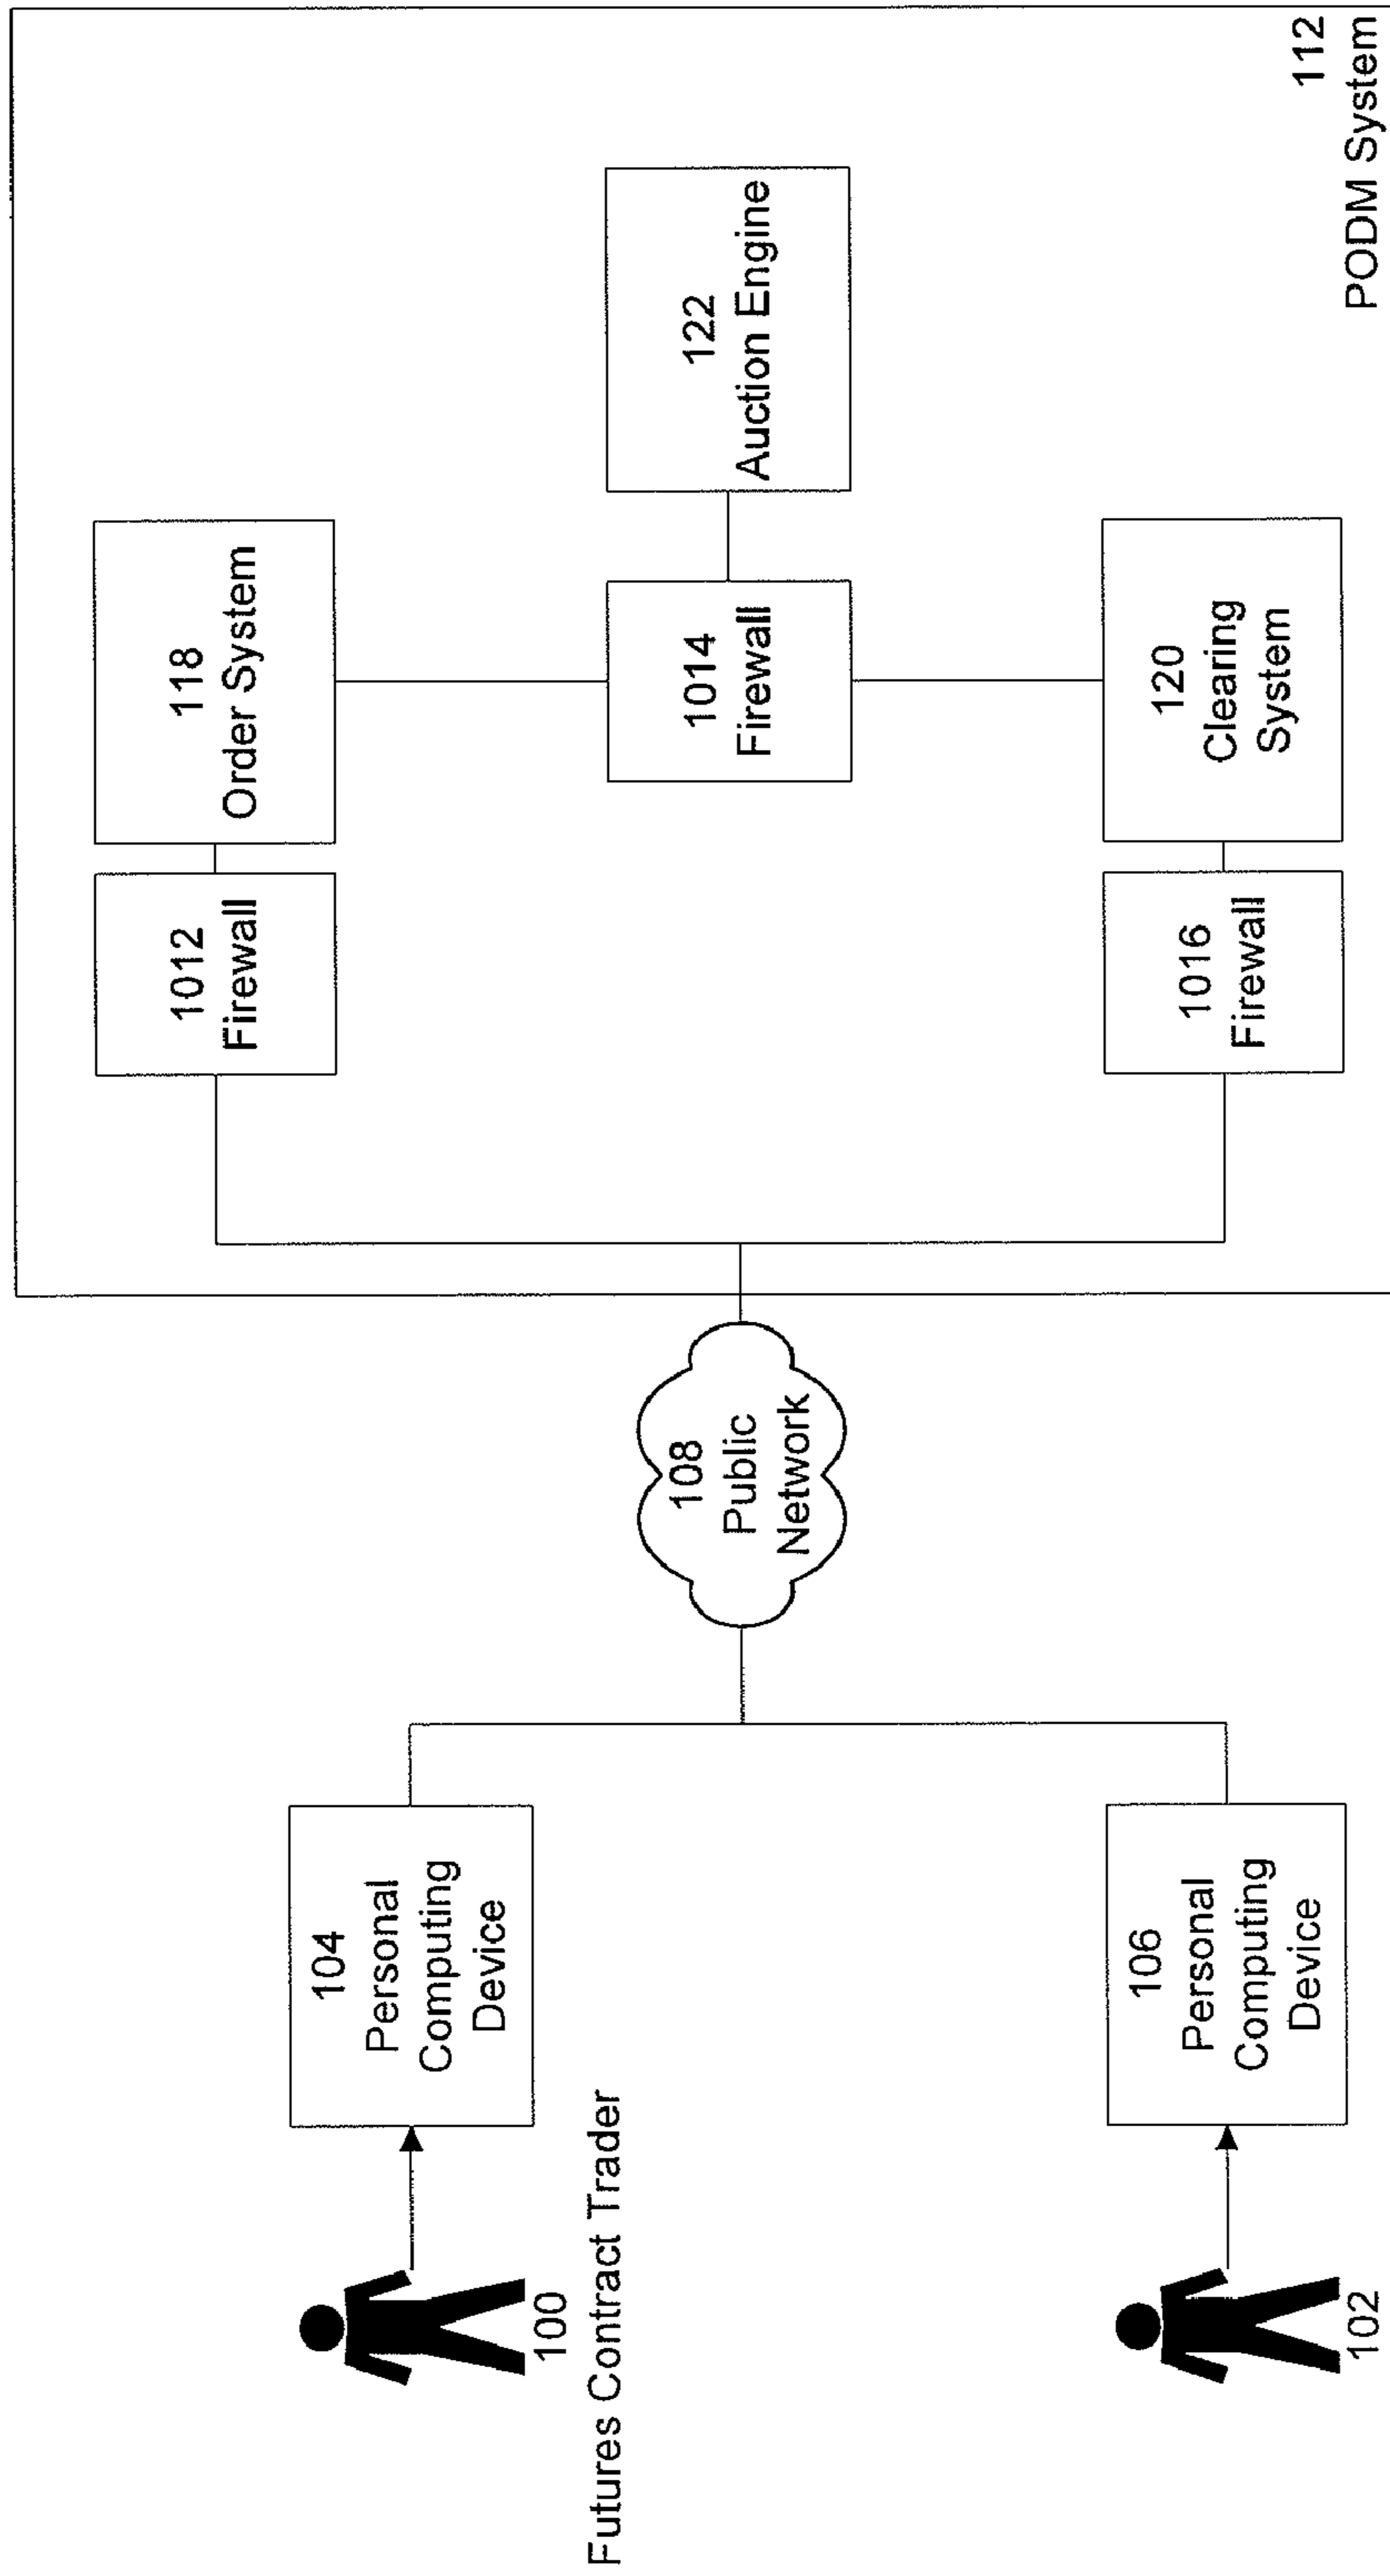 100
Futures Contract Trader
104
Personal
Computing
Device
102
106
Personal
Computing
Device
108
Public
Network
1012
Firewall
118
Order System
1014
Firewall
122
Auction Engine
1016
Firewall
120
Clearing
System
112
PODM System